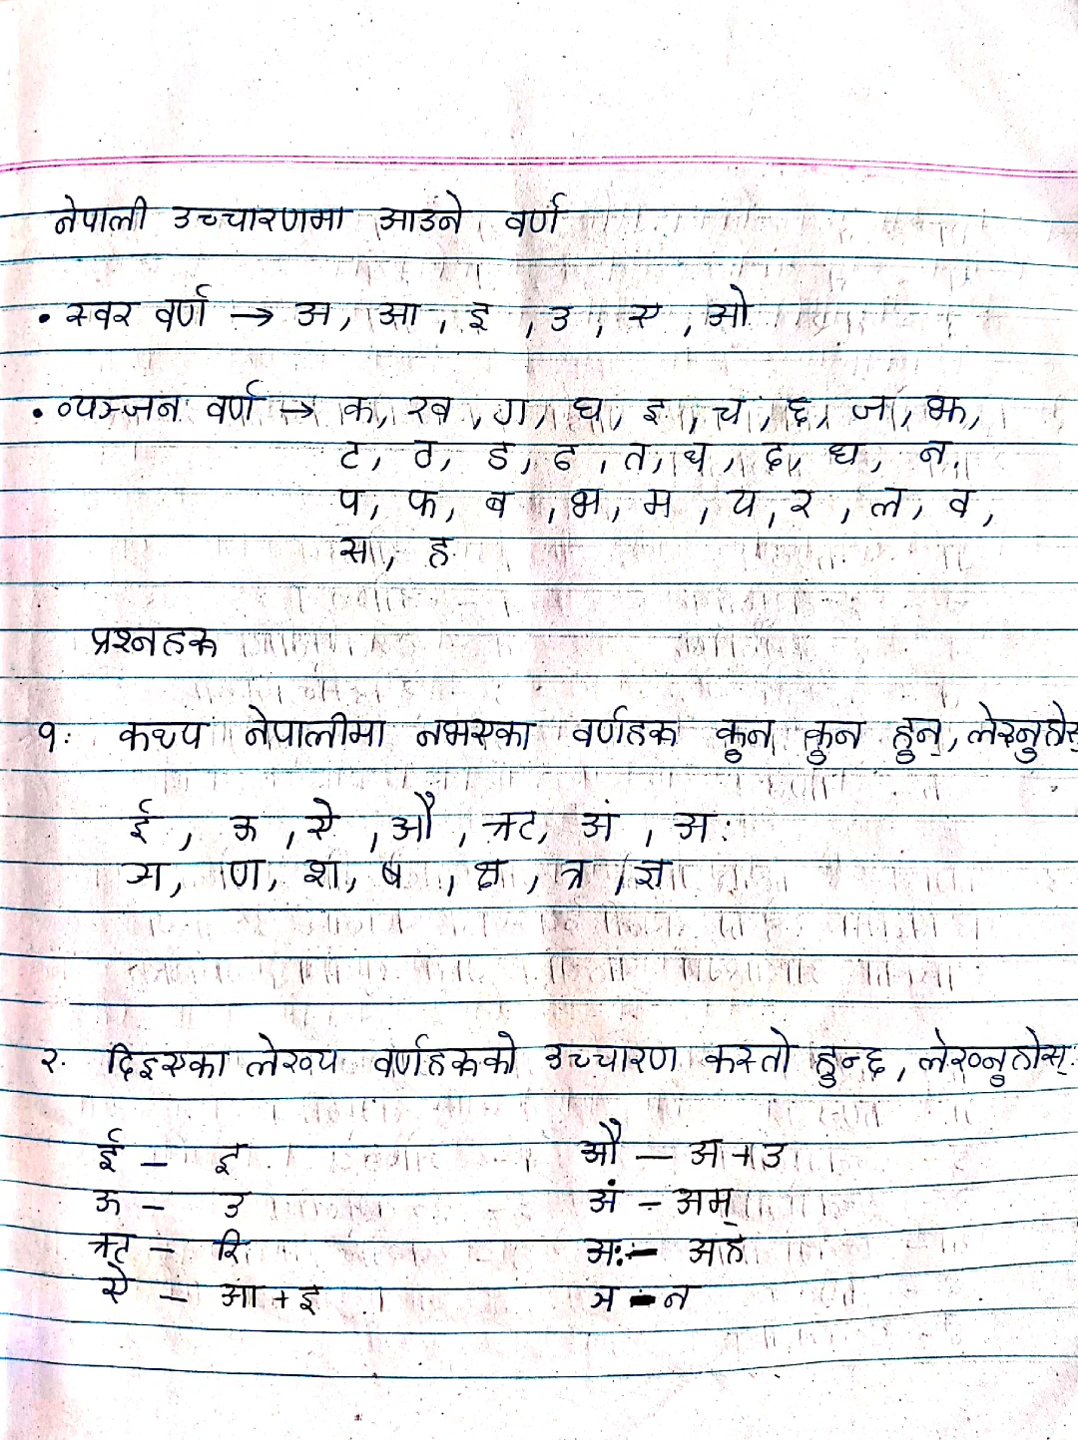 नेपाली उच्चारणमा आउने वर्ण
• स्वर वर्ण → अ, आ, इ, उ, ए, ओ
• व्यञ्जन वर्ण → क, ख, ग, घ, ङ, च, छ, ज, झ,
ट, ठ, ड, ढ, त, थ, द, ध, न,
प, फ, ब, भ, म, य, र, ल, व,
स, ह
प्रश्नहरू
१. कथ्य नेपालीमा नभएका वर्णहरू कुन कुन हुन्, लेख्नुहोस्
ई, ऊ, ऐ, औ, ऋ, अं, अः
ञ, ण, श, ष, क्ष, त्र, ज्ञ
२. दिइएका लेख्य वर्णहरूको उच्चारण कस्तो हुन्छ, लेख्नुहोस्.
ई – इ औ – अ+उ
ऊ – उ अं – अम्
ऋ – रि अः – अह
ऐ – आ+इ ञ – न